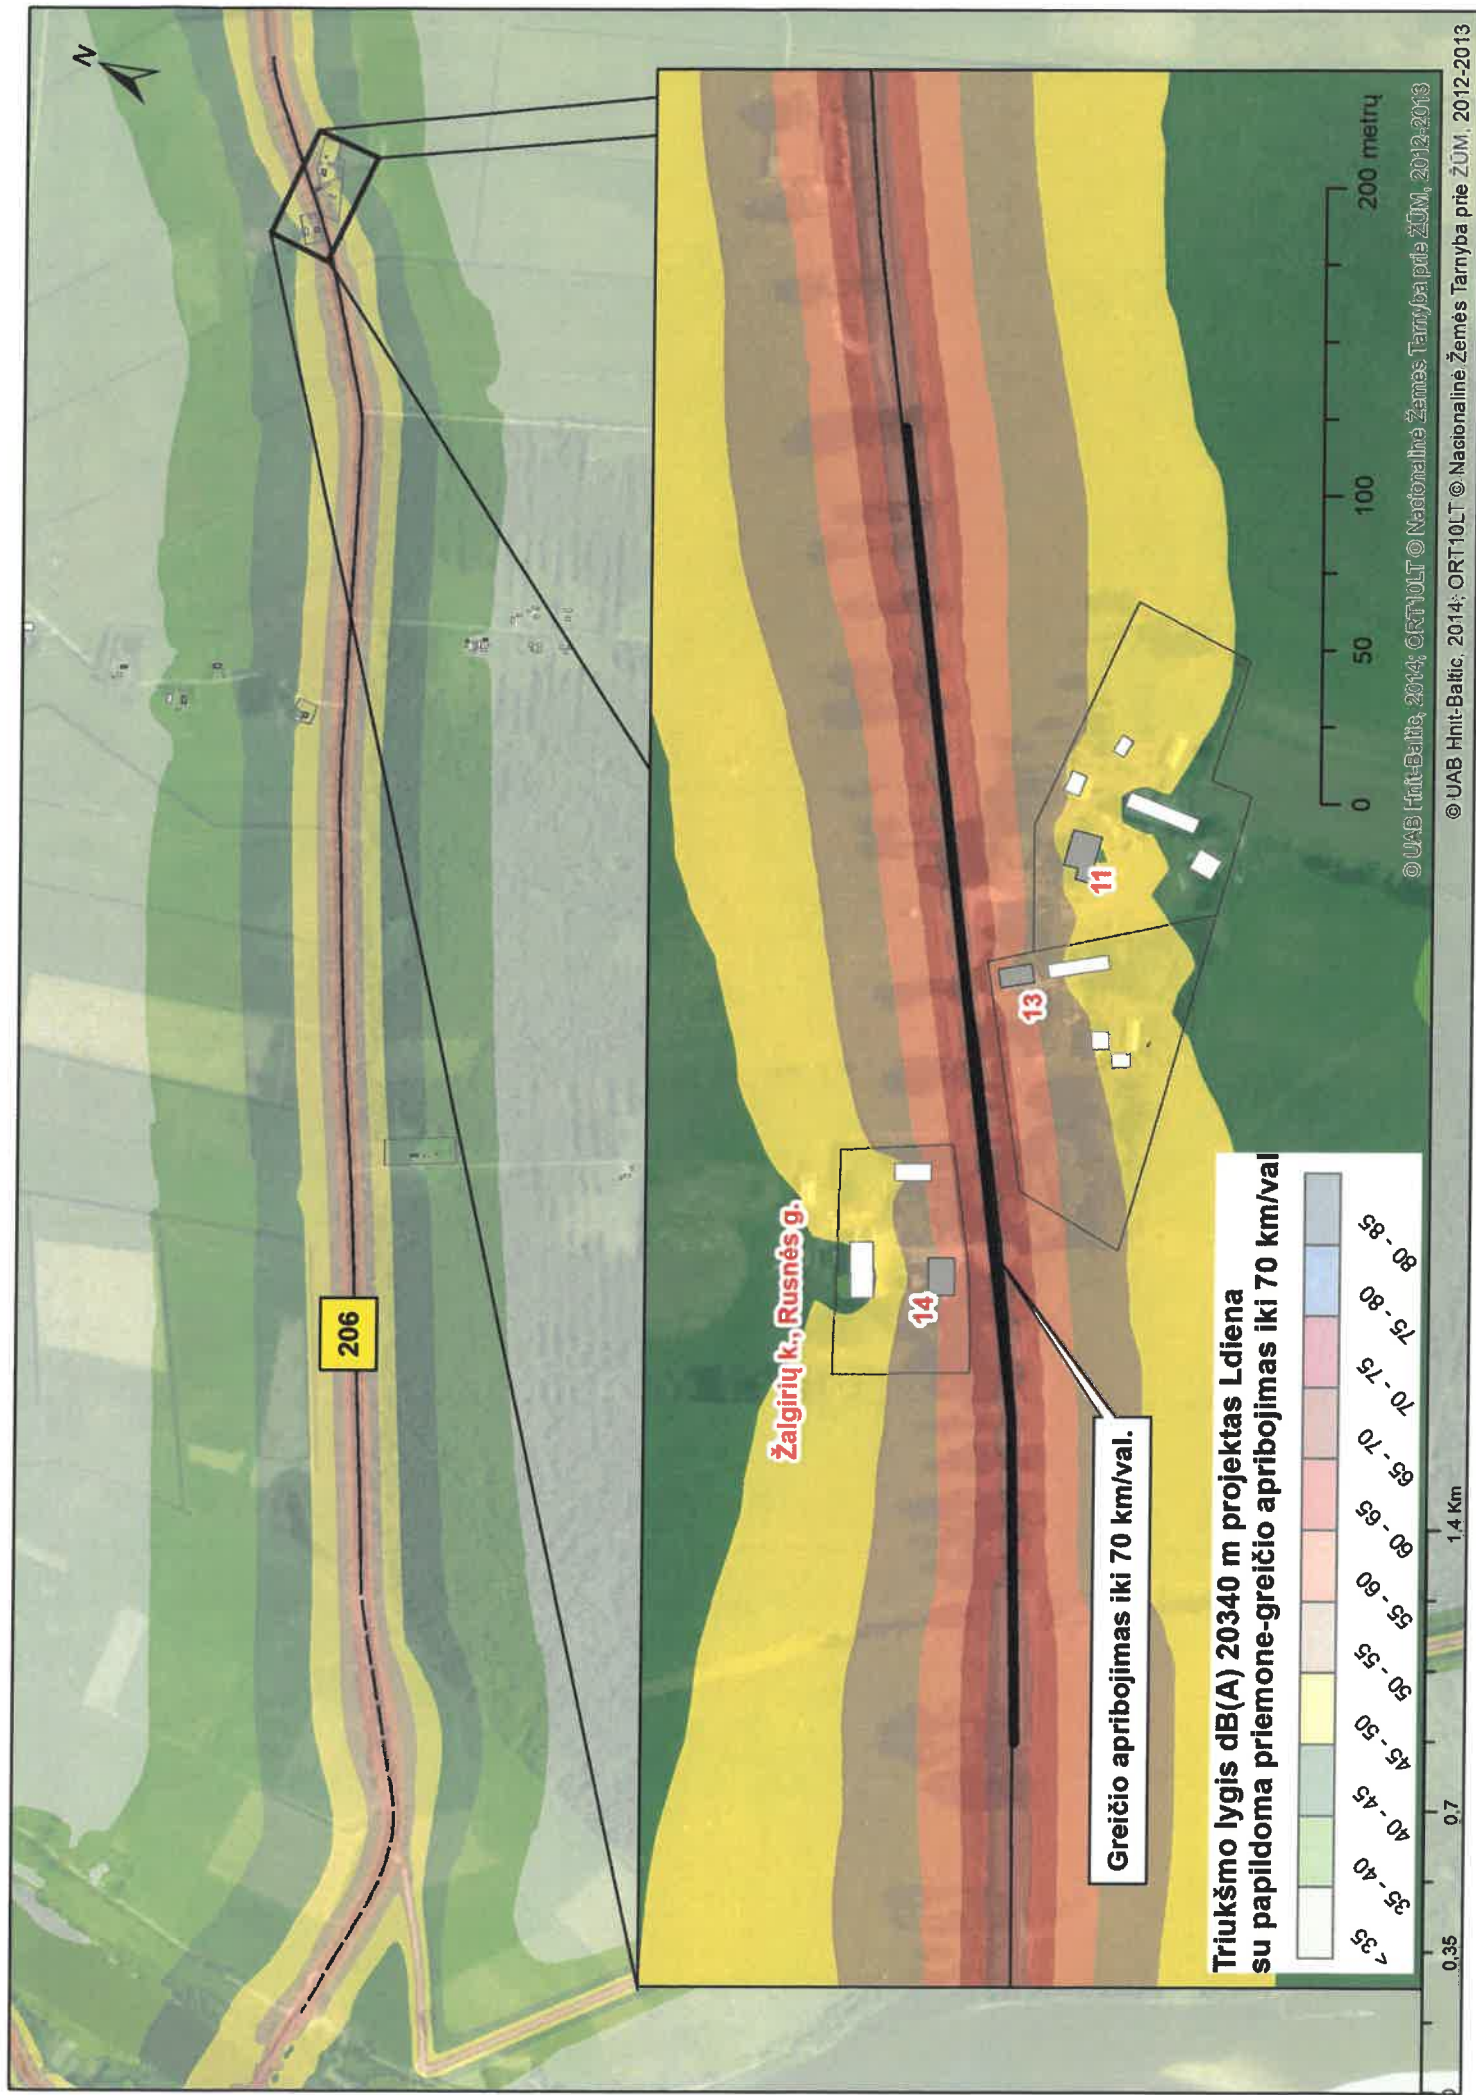 N
206
Žalgirių k., Rusnės g.
14
13
11
Greičio apribojimas iki 70 km/val.
0 50 100 200 metrų
© UAB Hnit-Baltic, 2014; ORT10LT © Nacionalinė Žemės Tarnyba prie ŽŪM, 2012-2013
Triukšmo lygis dB(A) 20340 m projektas Ldiena
su papildoma priemone-greičio apribojimas iki 70 km/val
< 35 35 - 40 40 - 45 45 - 50 50 - 55 55 - 60 60 - 65 65 - 70 70 - 75 75 - 80 80 - 85
0 0,35 0,7 1,4 Km
© UAB Hnit-Baltic, 2014; ORT10LT © Nacionalinė Žemės Tarnyba prie ŽŪM, 2012-2013